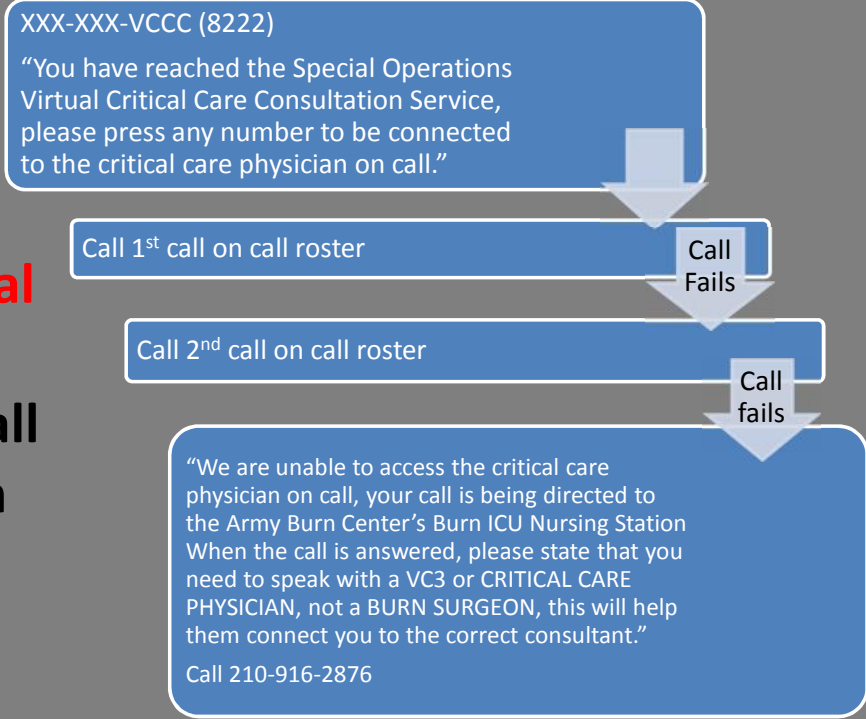 XXX-XXX-VCCC (8222)
“You have reached the Special Operations
Virtual Critical Care Consultation Service,
please press any number to be connected
to the critical care physician on call.”
Call 1st call on call roster
Call
Fails
al
Call 2nd call on call roster
Call
fails
all
“We are unable to access the critical care
physician on call, your call is being directed to
the Army Burn Center’s Burn ICU Nursing Station
When the call is answered, please state that you
need to speak with a VC3 or CRITICAL CARE
PHYSICIAN, not a BURN SURGEON, this will help
them connect you to the correct consultant.”
Call 210-916-2876